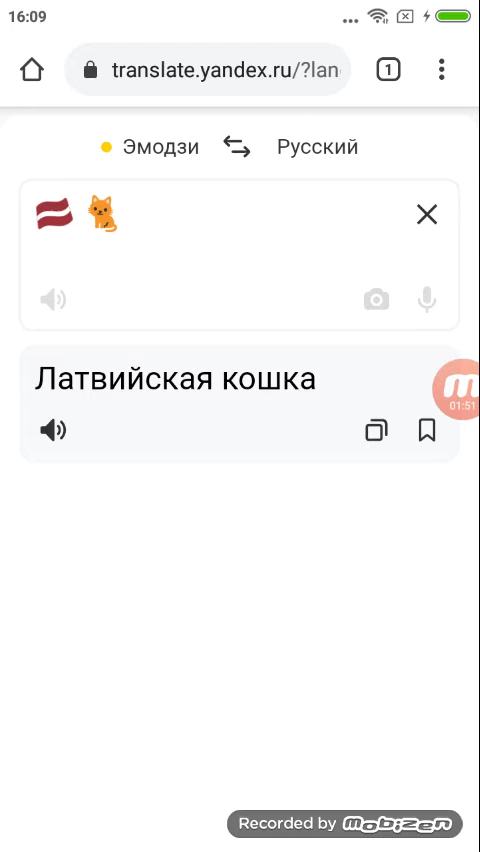 16:09
translate.yandex.ru/?lan
1
Эмодзи Русский
🇱🇻 🐈
Латвийская кошка
01:51
Recorded by mobizen